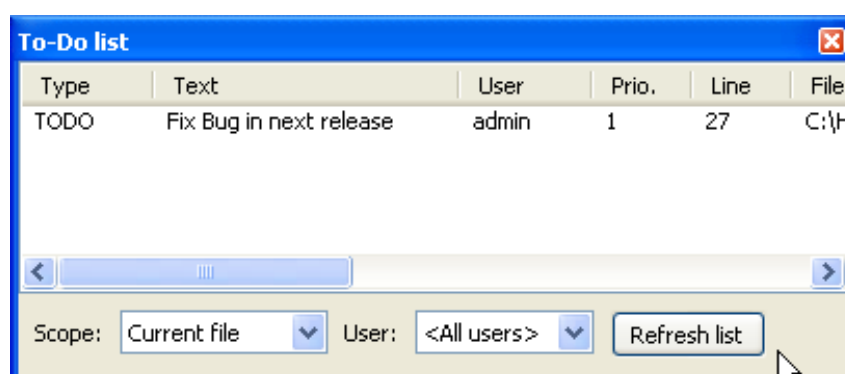 To-Do list
Type Text User Prio. Line File
TODO Fix Bug in next release admin 1 27 C:\H
Scope: Current file User: <All users> Refresh list